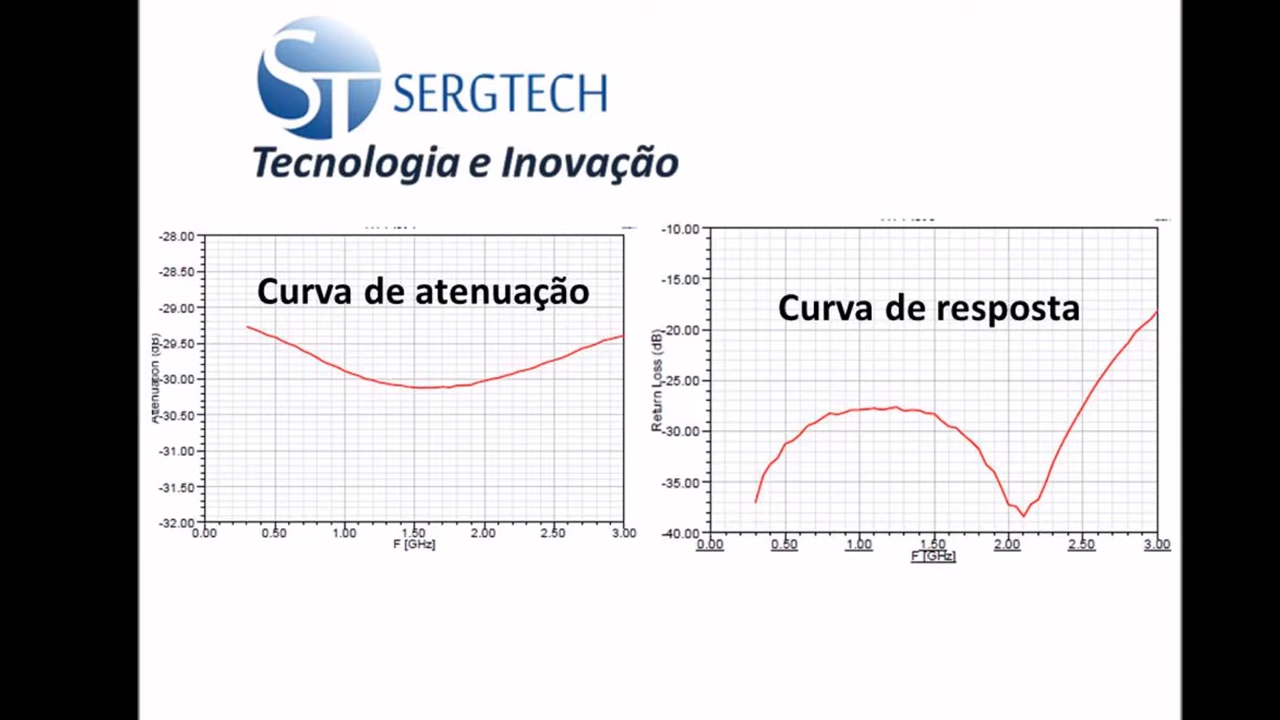 ST SERGTECH
Tecnologia e Inovação
Curva de atenuação
-28.00
-28.50
-29.00
-29.50
-30.00
-30.50
-31.00
-31.50
-32.00
Atenuation (dB)
0.00 0.50 1.00 1.50 2.00 2.50 3.00
F [GHz]
Curva de resposta
-10.00
-15.00
-20.00
-25.00
-30.00
-35.00
-40.00
Return Loss (dB)
0.00 0.50 1.00 1.50 2.00 2.50 3.00
F [GHz]